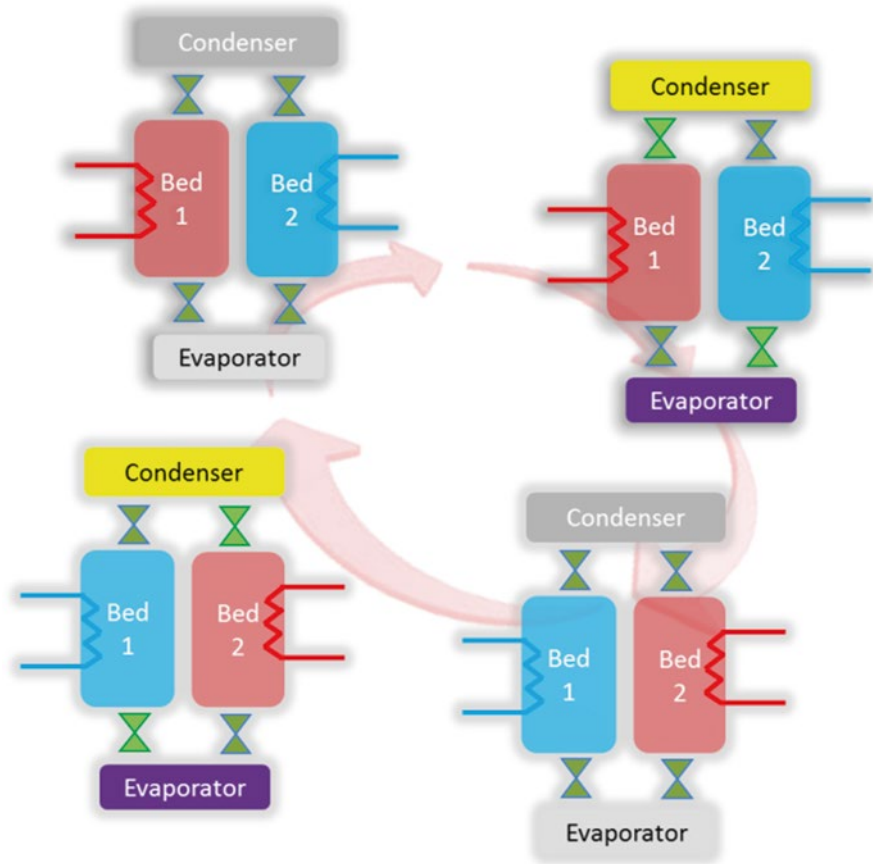 Condenser
Bed
1
Bed
2
Evaporator
Condenser
Bed
1
Bed
2
Evaporator
Condenser
Bed
1
Bed
2
Evaporator
Condenser
Bed
1
Bed
2
Evaporator